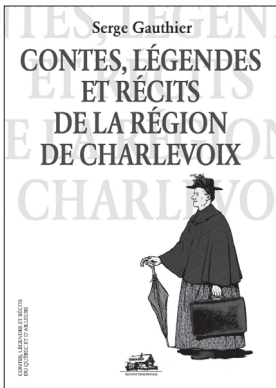 Serge Gauthier
CONTES, LÉGENDES
ET RÉCITS
DE LA RÉGION
DE CHARLEVOIX
CONTES, LÉGENDES ET RÉCITS
DU QUÉBEC ET D'AILLEURS